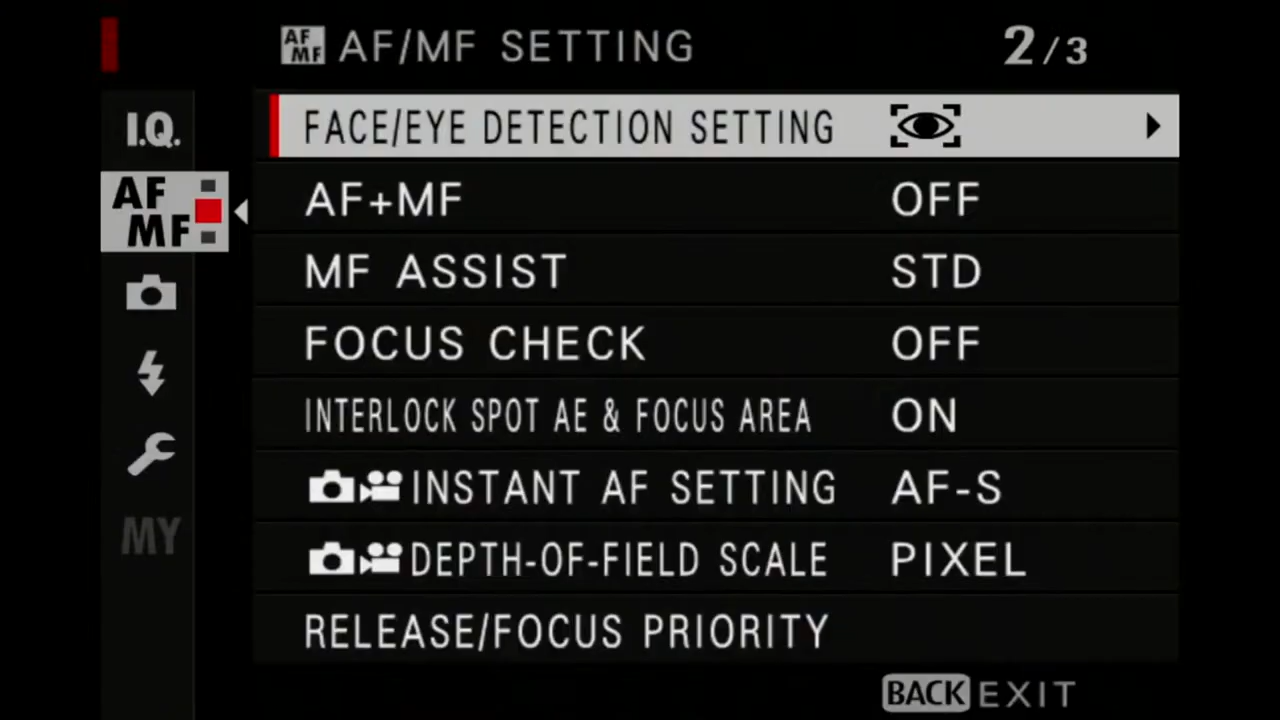 AF MF AF/MF SETTING 2/3
I.Q.
FACE/EYE DETECTION SETTING
AF MF
AF+MF OFF
MF ASSIST STD
FOCUS CHECK OFF
INTERLOCK SPOT AE & FOCUS AREA ON
INSTANT AF SETTING AF-S
MY
DEPTH-OF-FIELD SCALE PIXEL
RELEASE/FOCUS PRIORITY
BACK EXIT